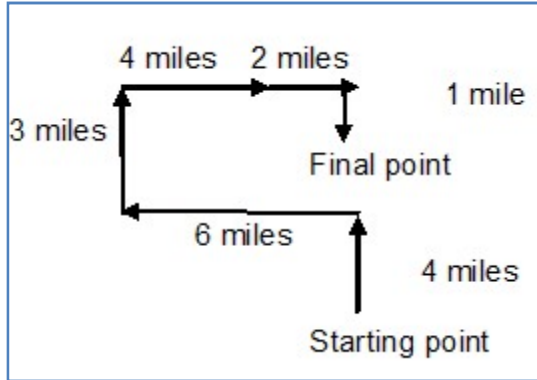 4 miles 2 miles
1 mile
3 miles
Final point
6 miles
4 miles
Starting point